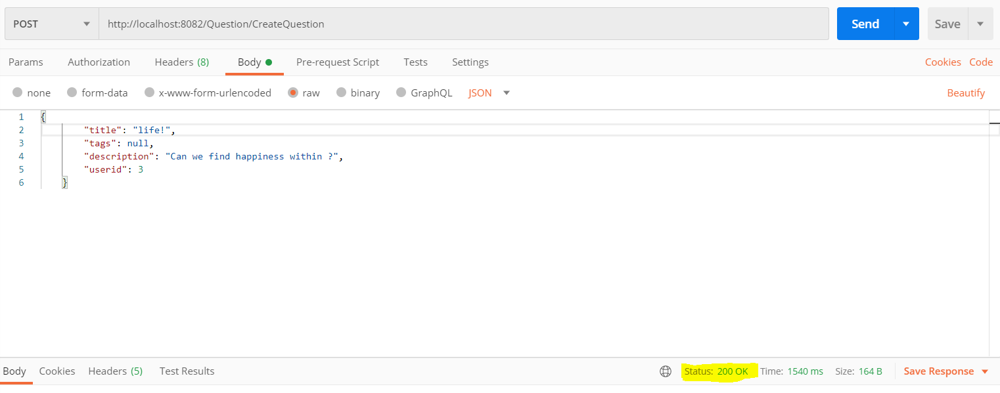 POST http://localhost:8082/Question/CreateQuestion Send Save
Params Authorization Headers (8) Body Pre-request Script Tests Settings Cookies Code
none form-data x-www-form-urlencoded raw binary GraphQL JSON Beautify
1 {
2 "title": "life!",
3 "tags": null,
4 "description": "Can we find happiness within ?",
5 "userid": 3
6 }
Body Cookies Headers (5) Test Results Status: 200 OK Time: 1540 ms Size: 164 B Save Response